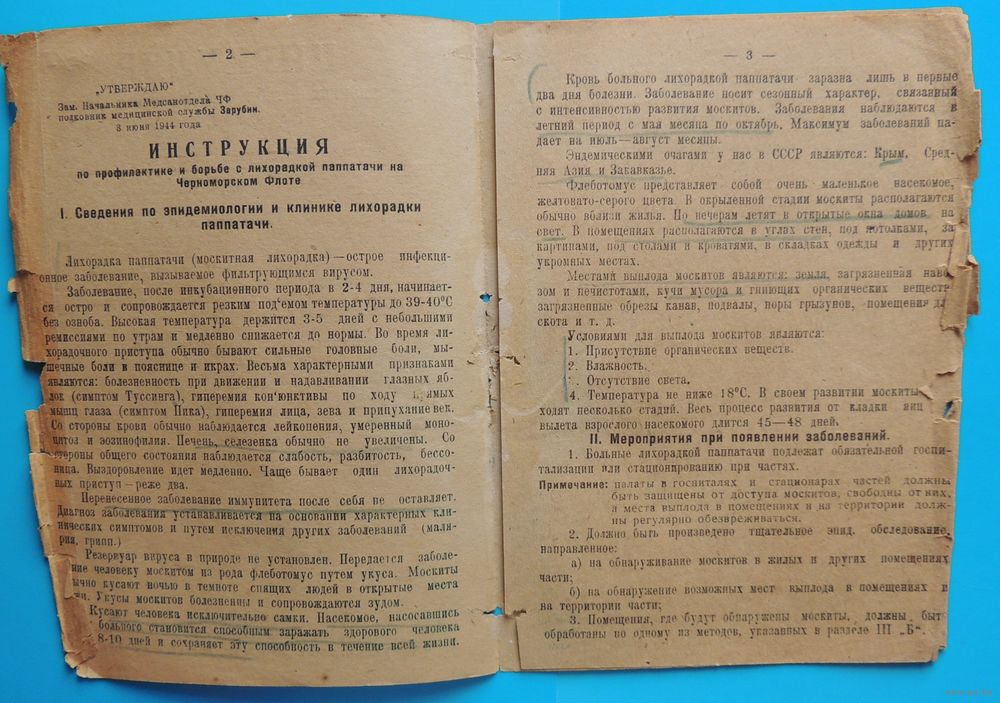 — 2 —
„УТВЕРЖДАЮ“
Зам. Начальника Медсанотдела ЧФ
полковник медицинской службы Зарубин.
3 июня 1944 года
ИНСТРУКЦИЯ
по профилактике и борьбе с лихорадкой паппатачи на
Черноморском Флоте
I. Сведения по эпидемиологии и клинике лихорадки
паппатачи.
Лихорадка паппатачи (москитная лихорадка)—острое инфекци-
онное заболевание, вызываемое фильтрующимся вирусом.
Заболевание, после инкубационного периода в 2-4 дня, начинает-
ся остро и сопровождается резким под‘емом температуры до 39-40°С
без озноба. Высокая температура держится 3-5 дней с небольшими
ремиссиями по утрам и медленно снижается до нормы. Во время ли-
хорадочного приступа обычно бывают сильные головные боли, мы-
шечные боли в пояснице и икрах. Весьма характерными признаками
являются: болезненность при движении и надавливании глазных яб-
лок (симптом Туссинга), гиперемия кон‘юнктивы по ходу прямых
мышц глаза (симптом Пика), гиперемия лица, зева и припухание век.
Со стороны крови обычно наблюдается лейкопения, умеренный моно-
цитоз и эозинофилия. Печень, селезенка обычно не увеличены. Со
стороны общего состояния наблюдается слабость, разбитость, бессо-
ница. Выздоровление идет медленно. Чаще бывает один лихорадоч-
ных приступ—реже два.
Перенесенное заболевание иммунитета после себя не оставляет.
Диагноз заболевания устанавливается на основании характерных кли-
нических симптомов и путем исключения других заболеваний (маля-
рия, грипп.)
Резервуар вируса в природе не установлен. Передается заболе-
ние человеку москитом из рода флеботомус путем укуса. Москиты
ычно кусают ночью в темноте спящих людей в открытые места
жи. Укусы москитов болезненны и сопровождаются зудом.
Кусают человека исключительно самки. Насекомое, насосавшись
больного становится способным заражать здорового человека
8-10 дней и сохраняет эту способность в течение всей жизни.
— 3 —
Кровь больного лихорадкой паппатачи заразна лишь в первые
два дня болезни. Заболевание носит сезонный характер, связанный
с интенсивностью развития москитов. Заболевания наблюдаются в
летний период с мая месяца по октябрь. Максимум заболеваний па-
дает на июль—август месяцы.
Эндемическими очагами у нас в СССР являются: Крым, Сред-
няя Азия и Закавказье.
Флеботомус представляет собой очень маленькое насекомое,
желтовато-серого цвета. В окрыленной стадии москиты располагаются
обычно вблизи жилья. По вечерам летят в открытые окна домов на
свет. В помещениях располагаются в углах стен, под потолками, за
картинами, под столами и кроватями, в складках одежды и других
укромных местах.
Местами выплода москитов являются: земля, загрязненная наво-
зом и нечистотами, кучи мусора и гниющих органических веществ
загрязненные обрезы канав, подвалы, норы грызунов, помещения дл
скота и т. д.
Условиями для выплода москитов являются:
1. Присутствие органических веществ.
2. Влажность.
3. Отсутствие света.
4. Температура не ниже 18°С. В своем развитии москиты
ходят несколько стадий. Весь процесс развития от кладки яиц
вылета взрослого насекомого длится 45—48 дней.
II. Мероприятия при появлении заболеваний.
1. Больные лихорадкой паппатачи подлежат обязательной госпи-
тализации или стационированию при частях.
Примечание: палаты в госпиталях и стационарах частей должны
быть защищены от доступа москитов, свободны от них,
а места выплода в помещениях и на территории долж-
ны регулярно обезвреживаться.
2. Должно быть произведено тщательное эпид. обследование,
направленное:
а) на обнаруживание москитов в жилых и других помещениях
части;
б) на обнаружение возможных мест выплода в помещениях и
на территории части;
3. Помещения, где будут обнаружены москиты, должны быть
обработаны по одному из методов, указанных в разделе III „Б“.